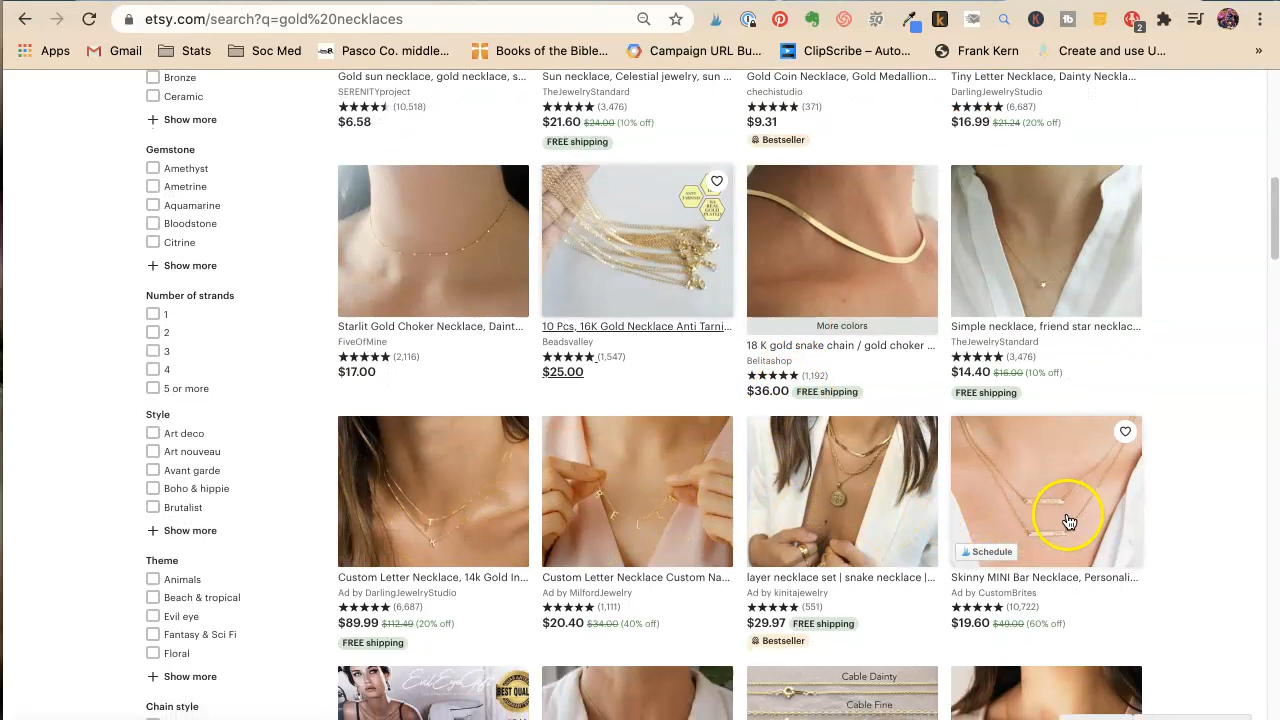 etsy.com/search?q=gold%20necklaces
2
Apps
Gmail
Stats
Soc Med
Pasco Co. middle...
Books of the Bible...
Campaign URL Bu...
ClipScribe – Auto...
Frank Kern
Create and use U...
»
Bronze
Ceramic
Show more
Gemstone
Amethyst
Ametrine
Aquamarine
Bloodstone
Citrine
Show more
Number of strands
1
2
3
4
5 or more
Style
Art deco
Art nouveau
Avant garde
Boho & hippie
Brutalist
Show more
Theme
Animals
Beach & tropical
Evil eye
Fantasy & Sci Fi
Floral
Show more
Chain style
Gold sun necklace, gold necklace, s...
SERENITYproject
(10,518)
$6.58
Sun necklace, Celestial jewelry, sun ...
TheJewelryStandard
(3,476)
$21.60 $24.00 (10% off)
FREE shipping
Gold Coin Necklace, Gold Medallion...
chechistudio
(371)
$9.31
Bestseller
Tiny Letter Necklace, Dainty Neckla...
DarlingJewelryStudio
(6,687)
$16.99 $21.24 (20% off)
Starlit Gold Choker Necklace, Daint...
FiveOfMine
(2,116)
$17.00
10 Pcs, 16K Gold Necklace Anti Tarni...
Beadsvalley
(1,547)
$25.00
More colors
18 K gold snake chain / gold choker ...
Belitashop
(1,192)
$36.00 FREE shipping
Simple necklace, friend star necklac...
TheJewelryStandard
(3,476)
$14.40 $16.00 (10% off)
FREE shipping
Custom Letter Necklace, 14k Gold In...
Ad by DarlingJewelryStudio
(6,687)
$89.99 $112.49 (20% off)
FREE shipping
Custom Letter Necklace Custom Na...
Ad by MilfordJewelry
(1,111)
$20.40 $34.00 (40% off)
layer necklace set | snake necklace |...
Ad by kinitajewelry
(551)
$29.97 FREE shipping
Bestseller
Schedule
Skinny MINI Bar Necklace, Personali...
Ad by CustomBrites
(10,722)
$19.60 $49.00 (60% off)
BEST QUALITY
Cable Dainty
Cable Fine